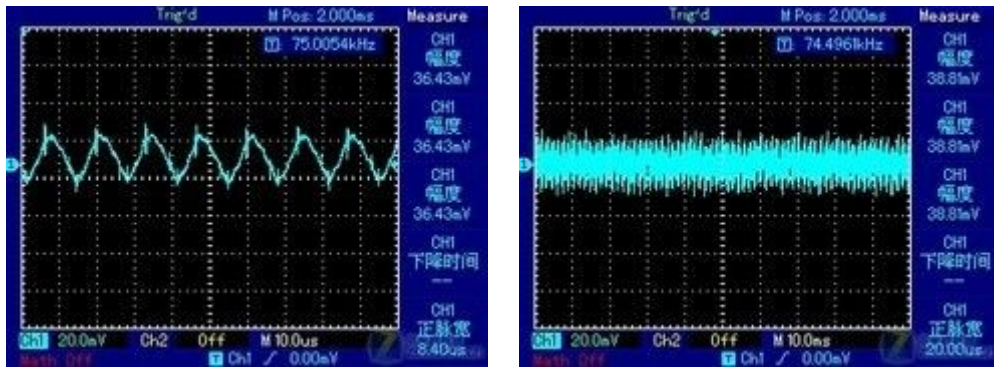 Trig'd M Pos: 2.000ms Measure
75.0054kHz
CH1
幅度
36.43mV
CH1
幅度
36.43mV
CH1
幅度
36.43mV
CH1
下降时间
--
CH1
正脉宽
8.40us
1
Ch1 20.0mV Ch2 Off M 10.0us
Math Off T Ch1 0.00mV
Trig'd M Pos: 2.000ms Measure
74.4961kHz
CH1
幅度
38.81mV
CH1
幅度
38.81mV
CH1
幅度
38.81mV
CH1
下降时间
--
CH1
正脉宽
20.00us
1
Ch1 20.0mV Ch2 Off M 10.0ms
Math Off T Ch1 0.00mV